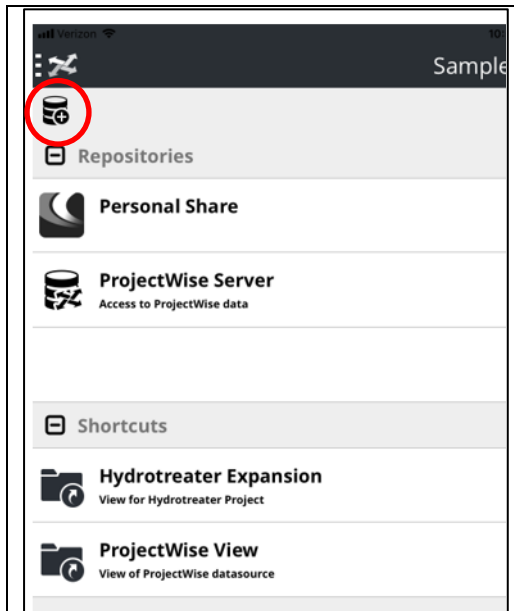 Verizon
10:
Sample
Repositories
Personal Share
ProjectWise Server
Access to ProjectWise data
Shortcuts
Hydrotreater Expansion
View for Hydrotreater Project
ProjectWise View
View of ProjectWise datasource